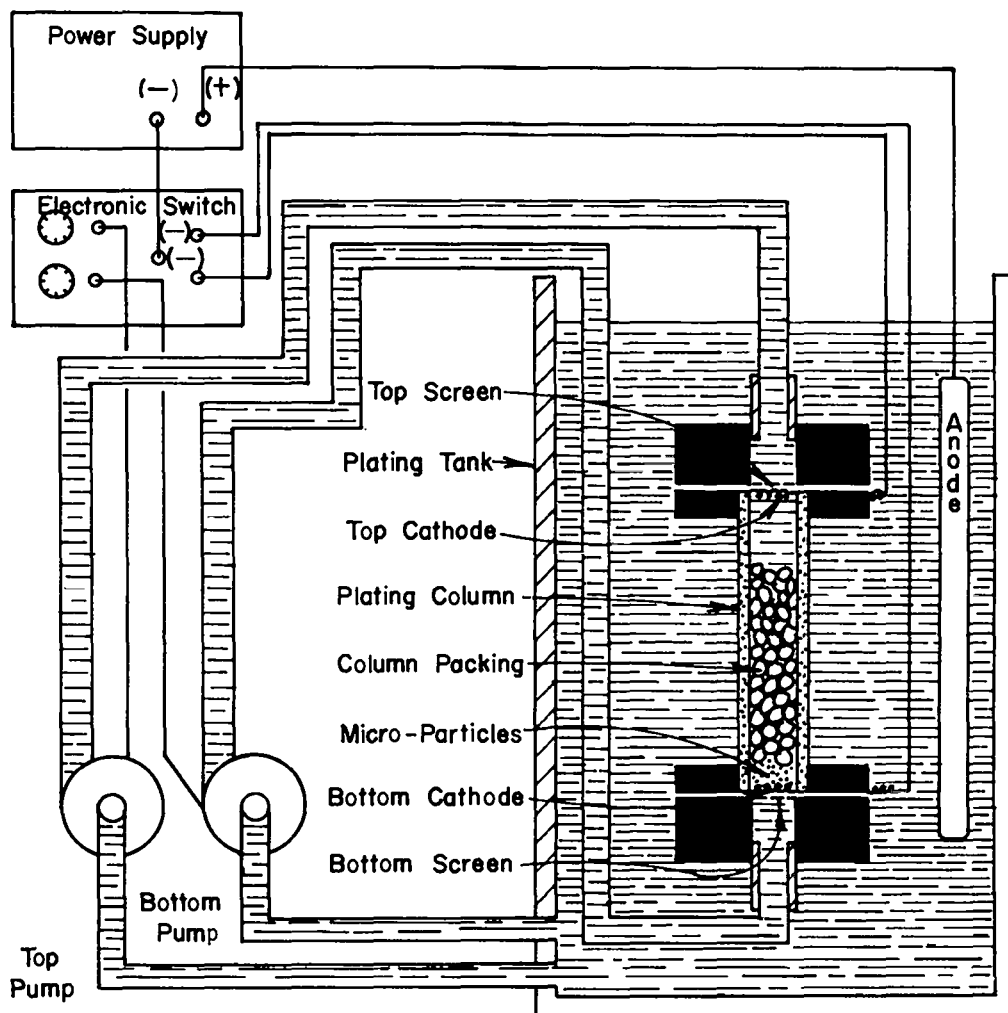 Power Supply
(-) (+)
Electronic Switch
(-)
(-)
Top Screen
Plating Tank
Top Cathode
Plating Column
Column Packing
Micro-Particles
Bottom Cathode
Bottom Screen
Anode
Bottom
Pump
Top
Pump